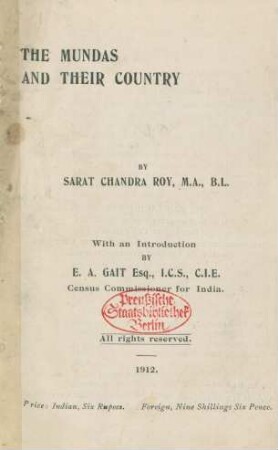 THE MUNDAS
AND THEIR COUNTRY
BY
SARAT CHANDRA ROY, M.A., B.L.
With an Introduction
BY
E. A. GAIT Esq., I.C.S., C.I.E.
Census Commissioner for India.
Preußische
Staatsbibliothek
Berlin
All rights reserved.
1912.
Price: Indian, Six Rupees. Foreign, Nine Shillings Six Pence.